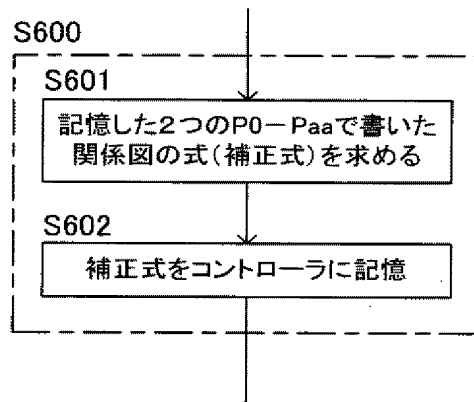 S600
S601
記憶した2つのP0－Paaで書いた
関係図の式(補正式)を求める
S602
補正式をコントローラに記憶